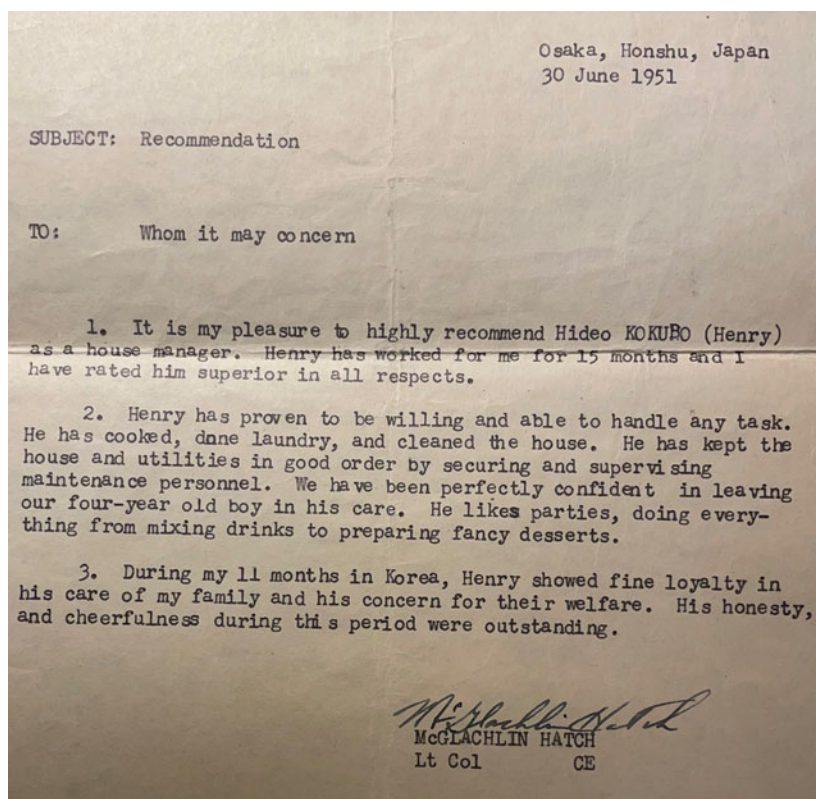 Osaka, Honshu, Japan
30 June 1951
SUBJECT: Recommendation
TO: Whom it may concern
1. It is my pleasure to highly recommend Hideo KOKUBO (Henry)
as a house manager. Henry has worked for me for 15 months and I
have rated him superior in all respects.
2. Henry has proven to be willing and able to handle any task.
He has cooked, done laundry, and cleaned the house. He has kept the
house and utilities in good order by securing and supervising
maintenance personnel. We have been perfectly confident in leaving
our four-year old boy in his care. He likes parties, doing every-
thing from mixing drinks to preparing fancy desserts.
3. During my 11 months in Korea, Henry showed fine loyalty in
his care of my family and his concern for their welfare. His honesty,
and cheerfulness during this period were outstanding.
McGlachlin Hatch
McGLACHLIN HATCH
Lt Col CE